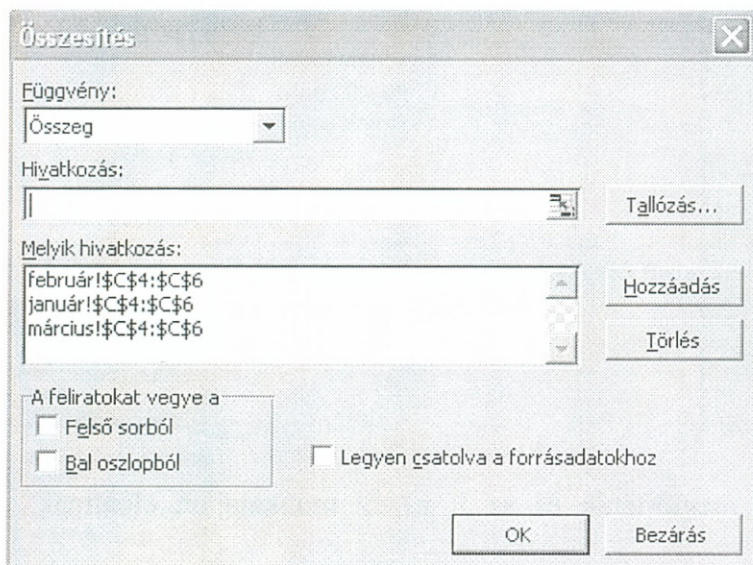 Összesítés
Függvény:
Összeg
Hivatkozás:
Tallózás...
Melyik hivatkozás:
február!$C$4:$C$6
január!$C$4:$C$6
március!$C$4:$C$6
Hozzáadás
Törlés
A feliratokat vegye a
Felső sorból
Bal oszlopból
Legyen csatolva a forrásadatokhoz
OK
Bezárás